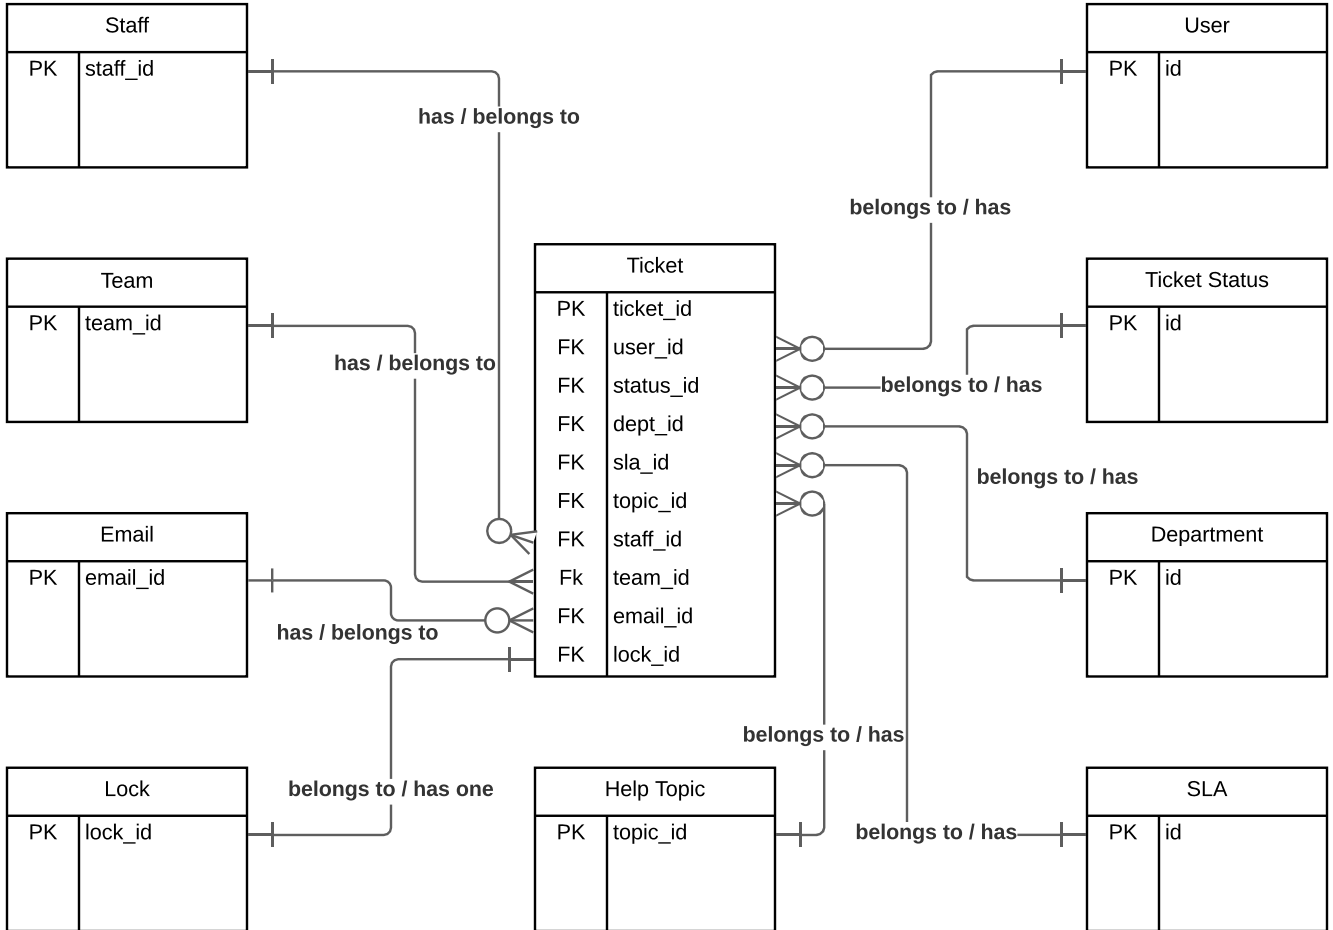 Staff
PK staff_id
User
PK id
has / belongs to
belongs to / has
Team
PK team_id
Ticket
PK ticket_id
FK user_id
FK status_id
FK dept_id
FK sla_id
FK topic_id
FK staff_id
Fk team_id
FK email_id
FK lock_id
Ticket Status
PK id
has / belongs to
belongs to / has
belongs to / has
Email
PK email_id
Department
PK id
has / belongs to
belongs to / has
Lock
PK lock_id
belongs to / has one
Help Topic
PK topic_id
belongs to / has
SLA
PK id